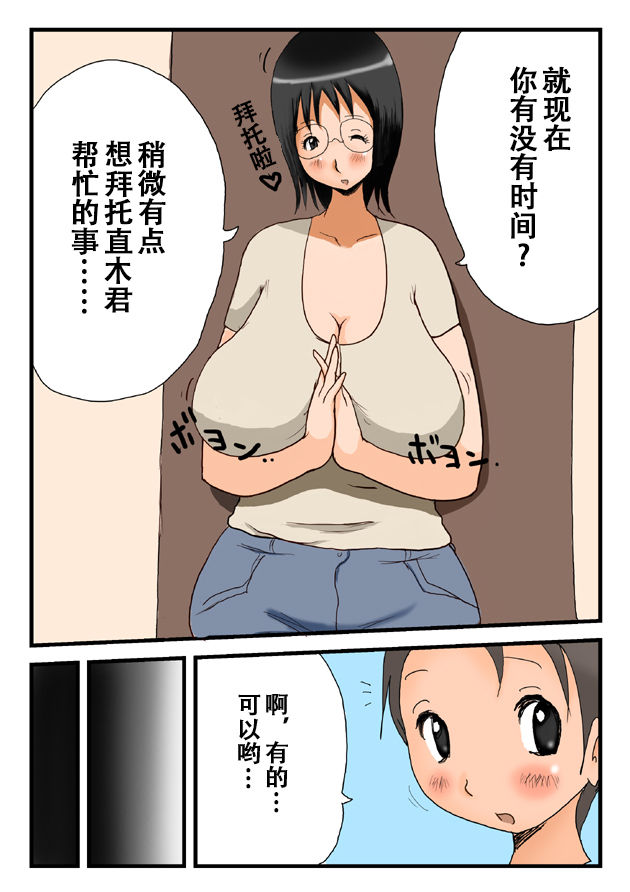 就现在
你有没有时间?
拜托啦♡
稍微有点
想拜托直木君
帮忙的事……
ボヨン..
ボヨン.
啊,有的…
可以哟…